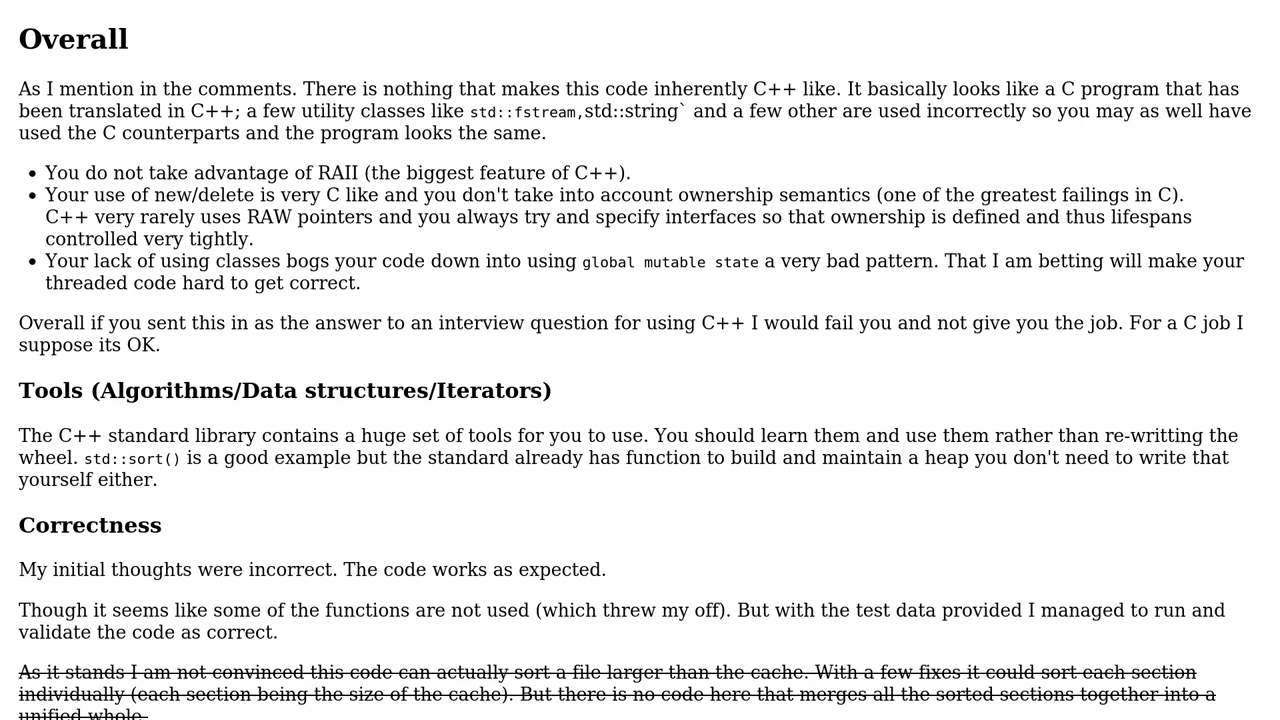 Overall
As I mention in the comments. There is nothing that makes this code inherently C++ like. It basically looks like a C program that has
been translated in C++; a few utility classes like std::fstream,std::string` and a few other are used incorrectly so you may as well have
used the C counterparts and the program looks the same.
• You do not take advantage of RAII (the biggest feature of C++).
• Your use of new/delete is very C like and you don't take into account ownership semantics (one of the greatest failings in C).
C++ very rarely uses RAW pointers and you always try and specify interfaces so that ownership is defined and thus lifespans
controlled very tightly.
• Your lack of using classes bogs your code down into using global mutable state a very bad pattern. That I am betting will make your
threaded code hard to get correct.
Overall if you sent this in as the answer to an interview question for using C++ I would fail you and not give you the job. For a C job I
suppose its OK.
Tools (Algorithms/Data structures/Iterators)
The C++ standard library contains a huge set of tools for you to use. You should learn them and use them rather than re-writting the
wheel. std::sort() is a good example but the standard already has function to build and maintain a heap you don't need to write that
yourself either.
Correctness
My initial thoughts were incorrect. The code works as expected.
Though it seems like some of the functions are not used (which threw my off). But with the test data provided I managed to run and
validate the code as correct.
As it stands I am not convinced this code can actually sort a file larger than the cache. With a few fixes it could sort each section
individually (each section being the size of the cache). But there is no code here that merges all the sorted sections together into a
unified whole.